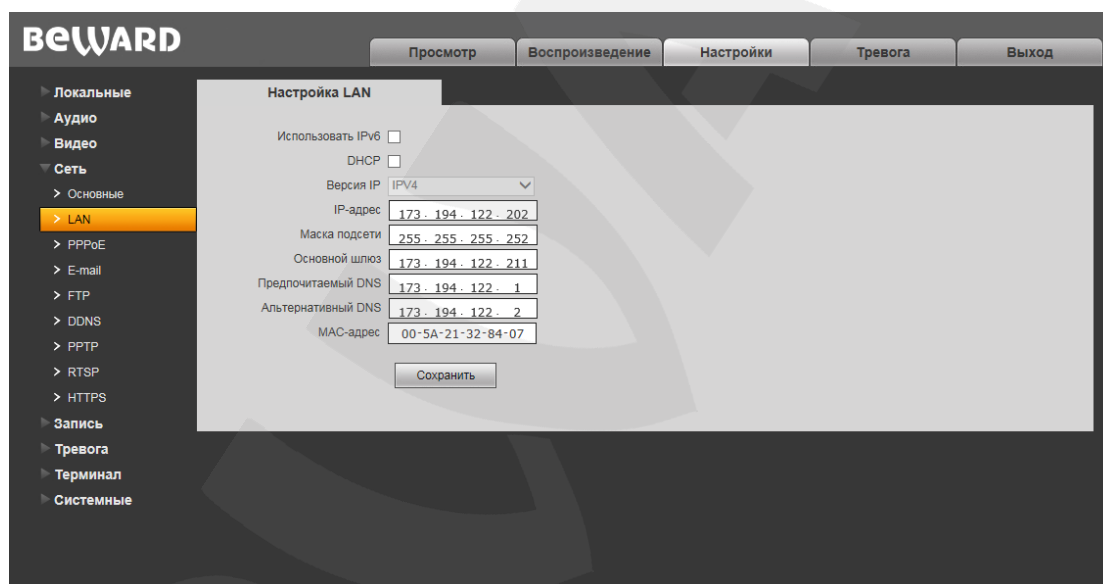 BEWARD
Просмотр Воспроизведение Настройки Тревога Выход
Локальные
Аудио
Видео
Сеть
> Основные
> LAN
> PPPoE
> E-mail
> FTP
> DDNS
> PPTP
> RTSP
> HTTPS
Запись
Тревога
Терминал
Системные
Настройка LAN
Использовать IPv6
DHCP
Версия IP IPV4
IP-адрес 173 . 194 . 122 . 202
Маска подсети 255 . 255 . 255 . 252
Основной шлюз 173 . 194 . 122 . 211
Предпочитаемый DNS 173 . 194 . 122 . 1
Альтернативный DNS 173 . 194 . 122 . 2
MAC-адрес 00-5A-21-32-84-07
Сохранить